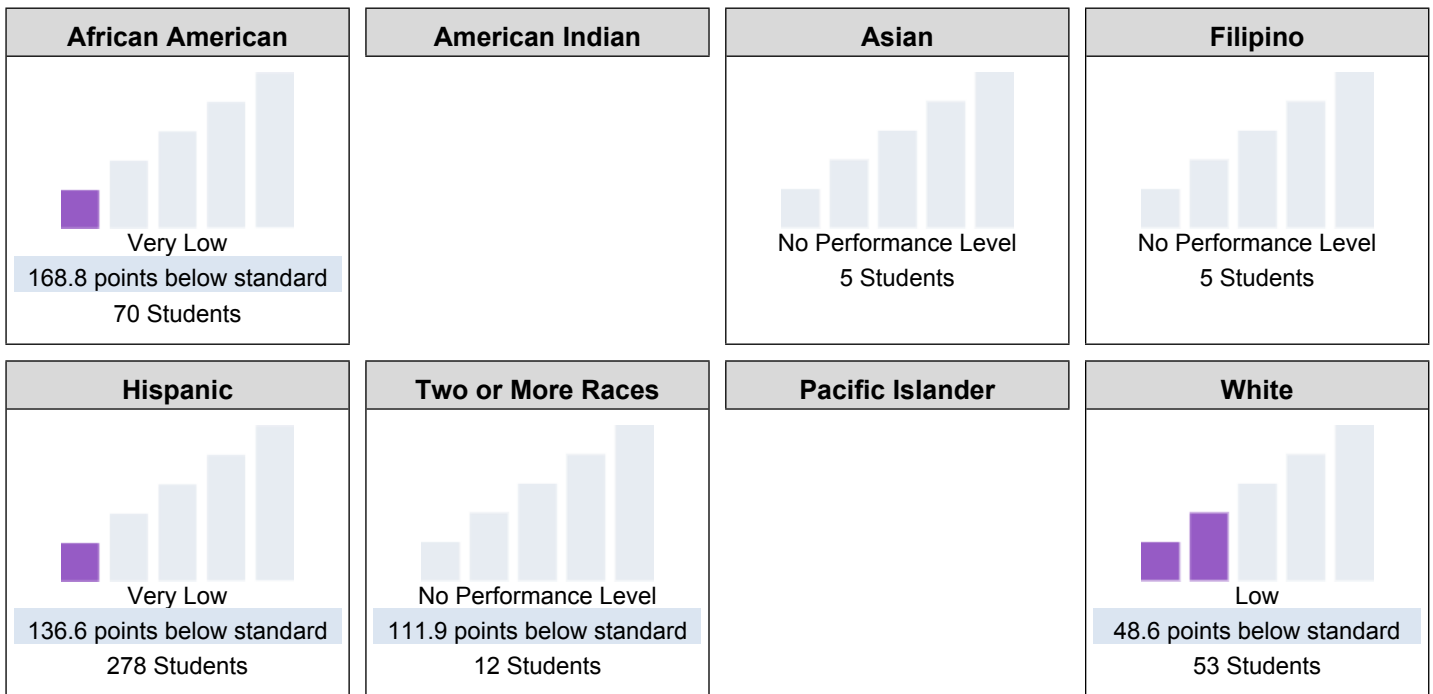 African American
American Indian
Asian
Filipino
Very Low
168.8 points below standard
70 Students
No Performance Level
5 Students
No Performance Level
5 Students
Hispanic
Two or More Races
Pacific Islander
White
Very Low
136.6 points below standard
278 Students
No Performance Level
111.9 points below standard
12 Students
Low
48.6 points below standard
53 Students